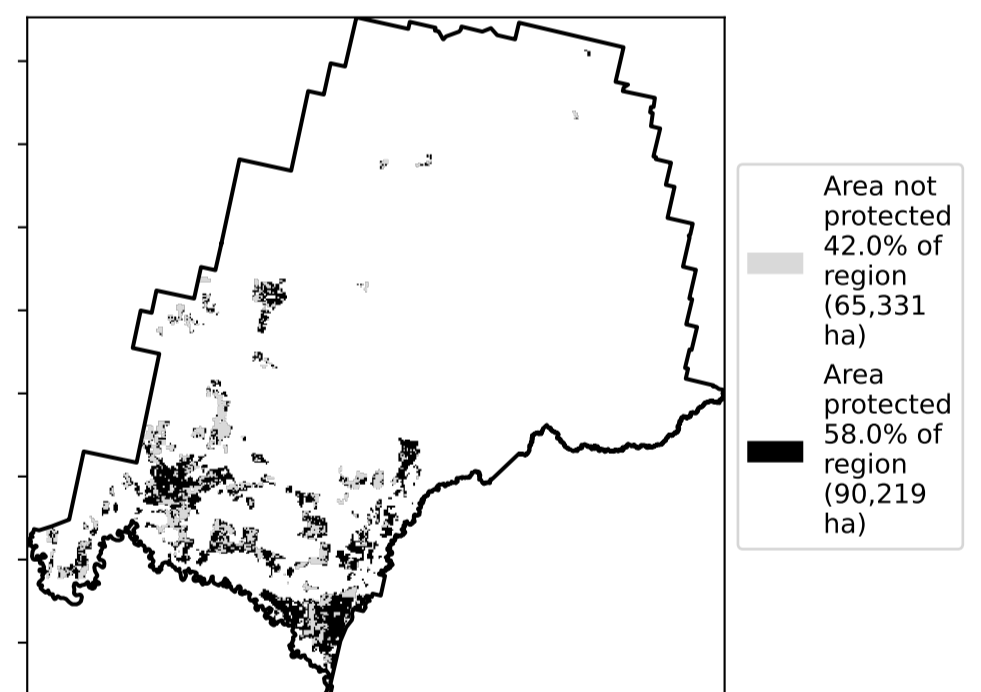 Area not
protected
42.0% of
region
(65,331
ha)
Area
protected
58.0% of
region
(90,219
ha)